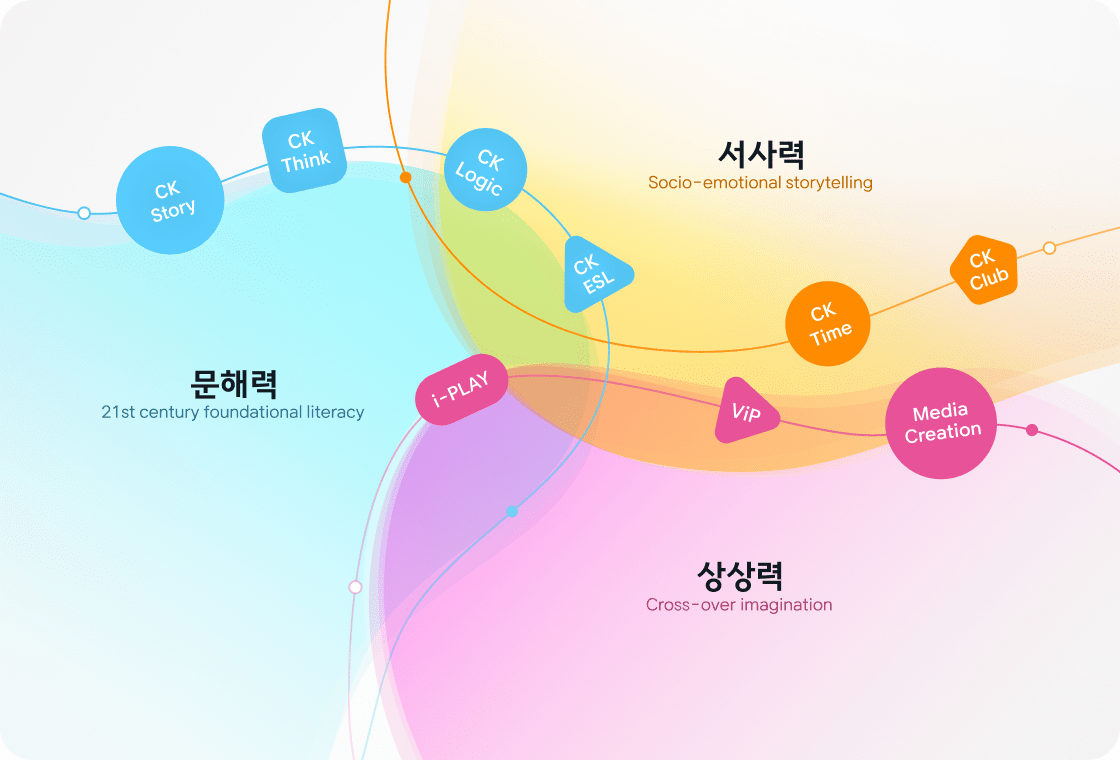 CK
Story
CK
Think
CK
Logic
CK
ESL
서사력
Socio-emotional storytelling
CK
Club
CK
Time
문해력
21st century foundational literacy
i-PLAY
ViP
Media
Creation
상상력
Cross-over imagination